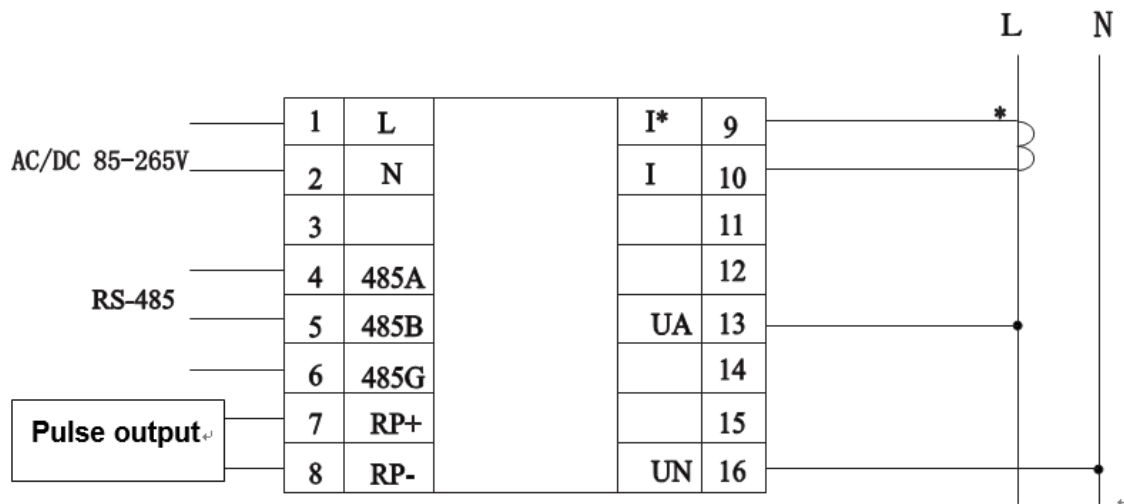 L N
1 L I* 9 *
AC/DC 85-265V
2 N I 10
3 11
4 485A 12
RS-485
5 485B UA 13
6 485G 14
7 RP+ 15
Pulse output↵
8 RP- UN 16
↵